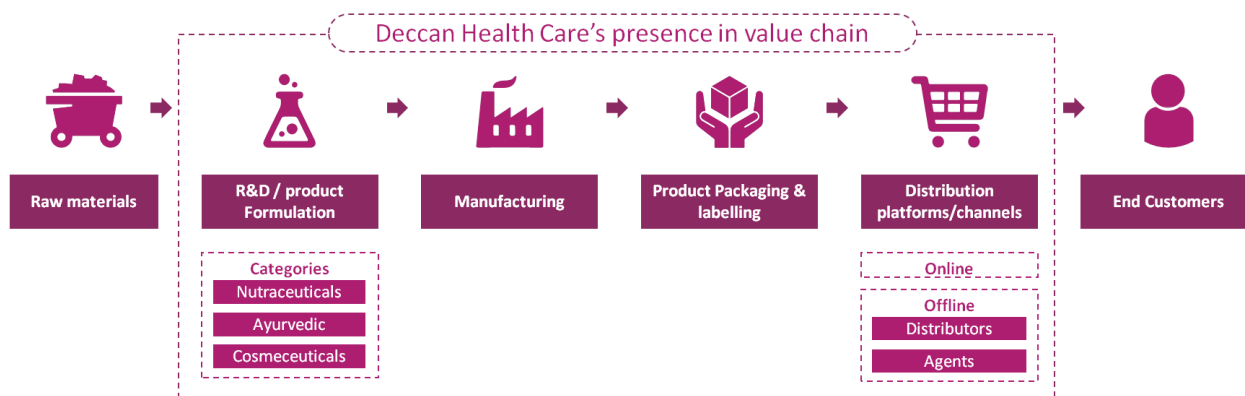 Deccan Health Care's presence in value chain
Raw materials
R&D / product
Formulation
Manufacturing
Product Packaging &
labelling
Distribution
platforms/channels
End Customers
Categories
Nutraceuticals
Ayurvedic
Cosmeceuticals
Online
Offline
Distributors
Agents